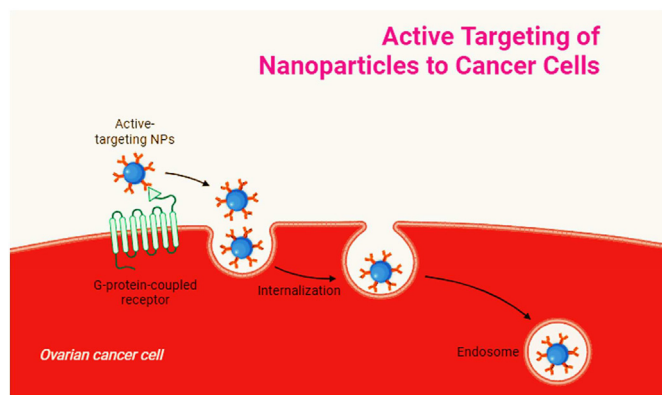 Active Targeting of
Nanoparticles to Cancer Cells
Active-
targeting NPs
G-protein-coupled
receptor
Internalization
Endosome
Ovarian cancer cell